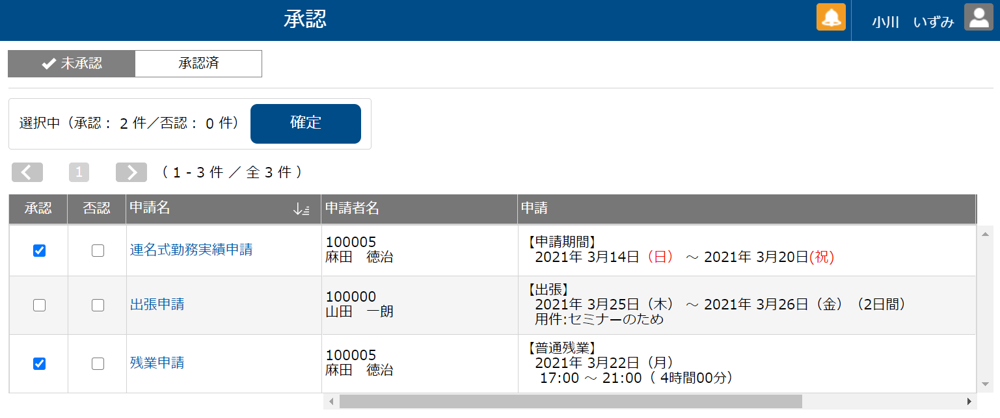 承認
小川　いずみ
未承認
承認済
選択中（承認： 2 件／否認： 0 件）
確定
1
（ 1 - 3 件 ／ 全 3 件 ）
承認 否認 申請名 申請者名 申請
連名式勤務実績申請
100005
麻田　徳治
【申請期間】
2021年 3月14日（日） ～ 2021年 3月20日(祝)
出張申請
100000
山田　一朗
【出張】
2021年 3月25日（木） ～ 2021年 3月26日（金）（2日間）
用件:セミナーのため
残業申請
100005
麻田　徳治
【普通残業】
2021年 3月22日（月）
17:00 ～ 21:00（ 4時間00分）